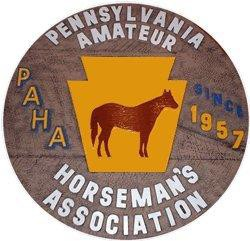 PENNSYLVANIA
AMATEUR
PAHA
SINCE
1957
HORSEMAN'S
ASSOCIATION